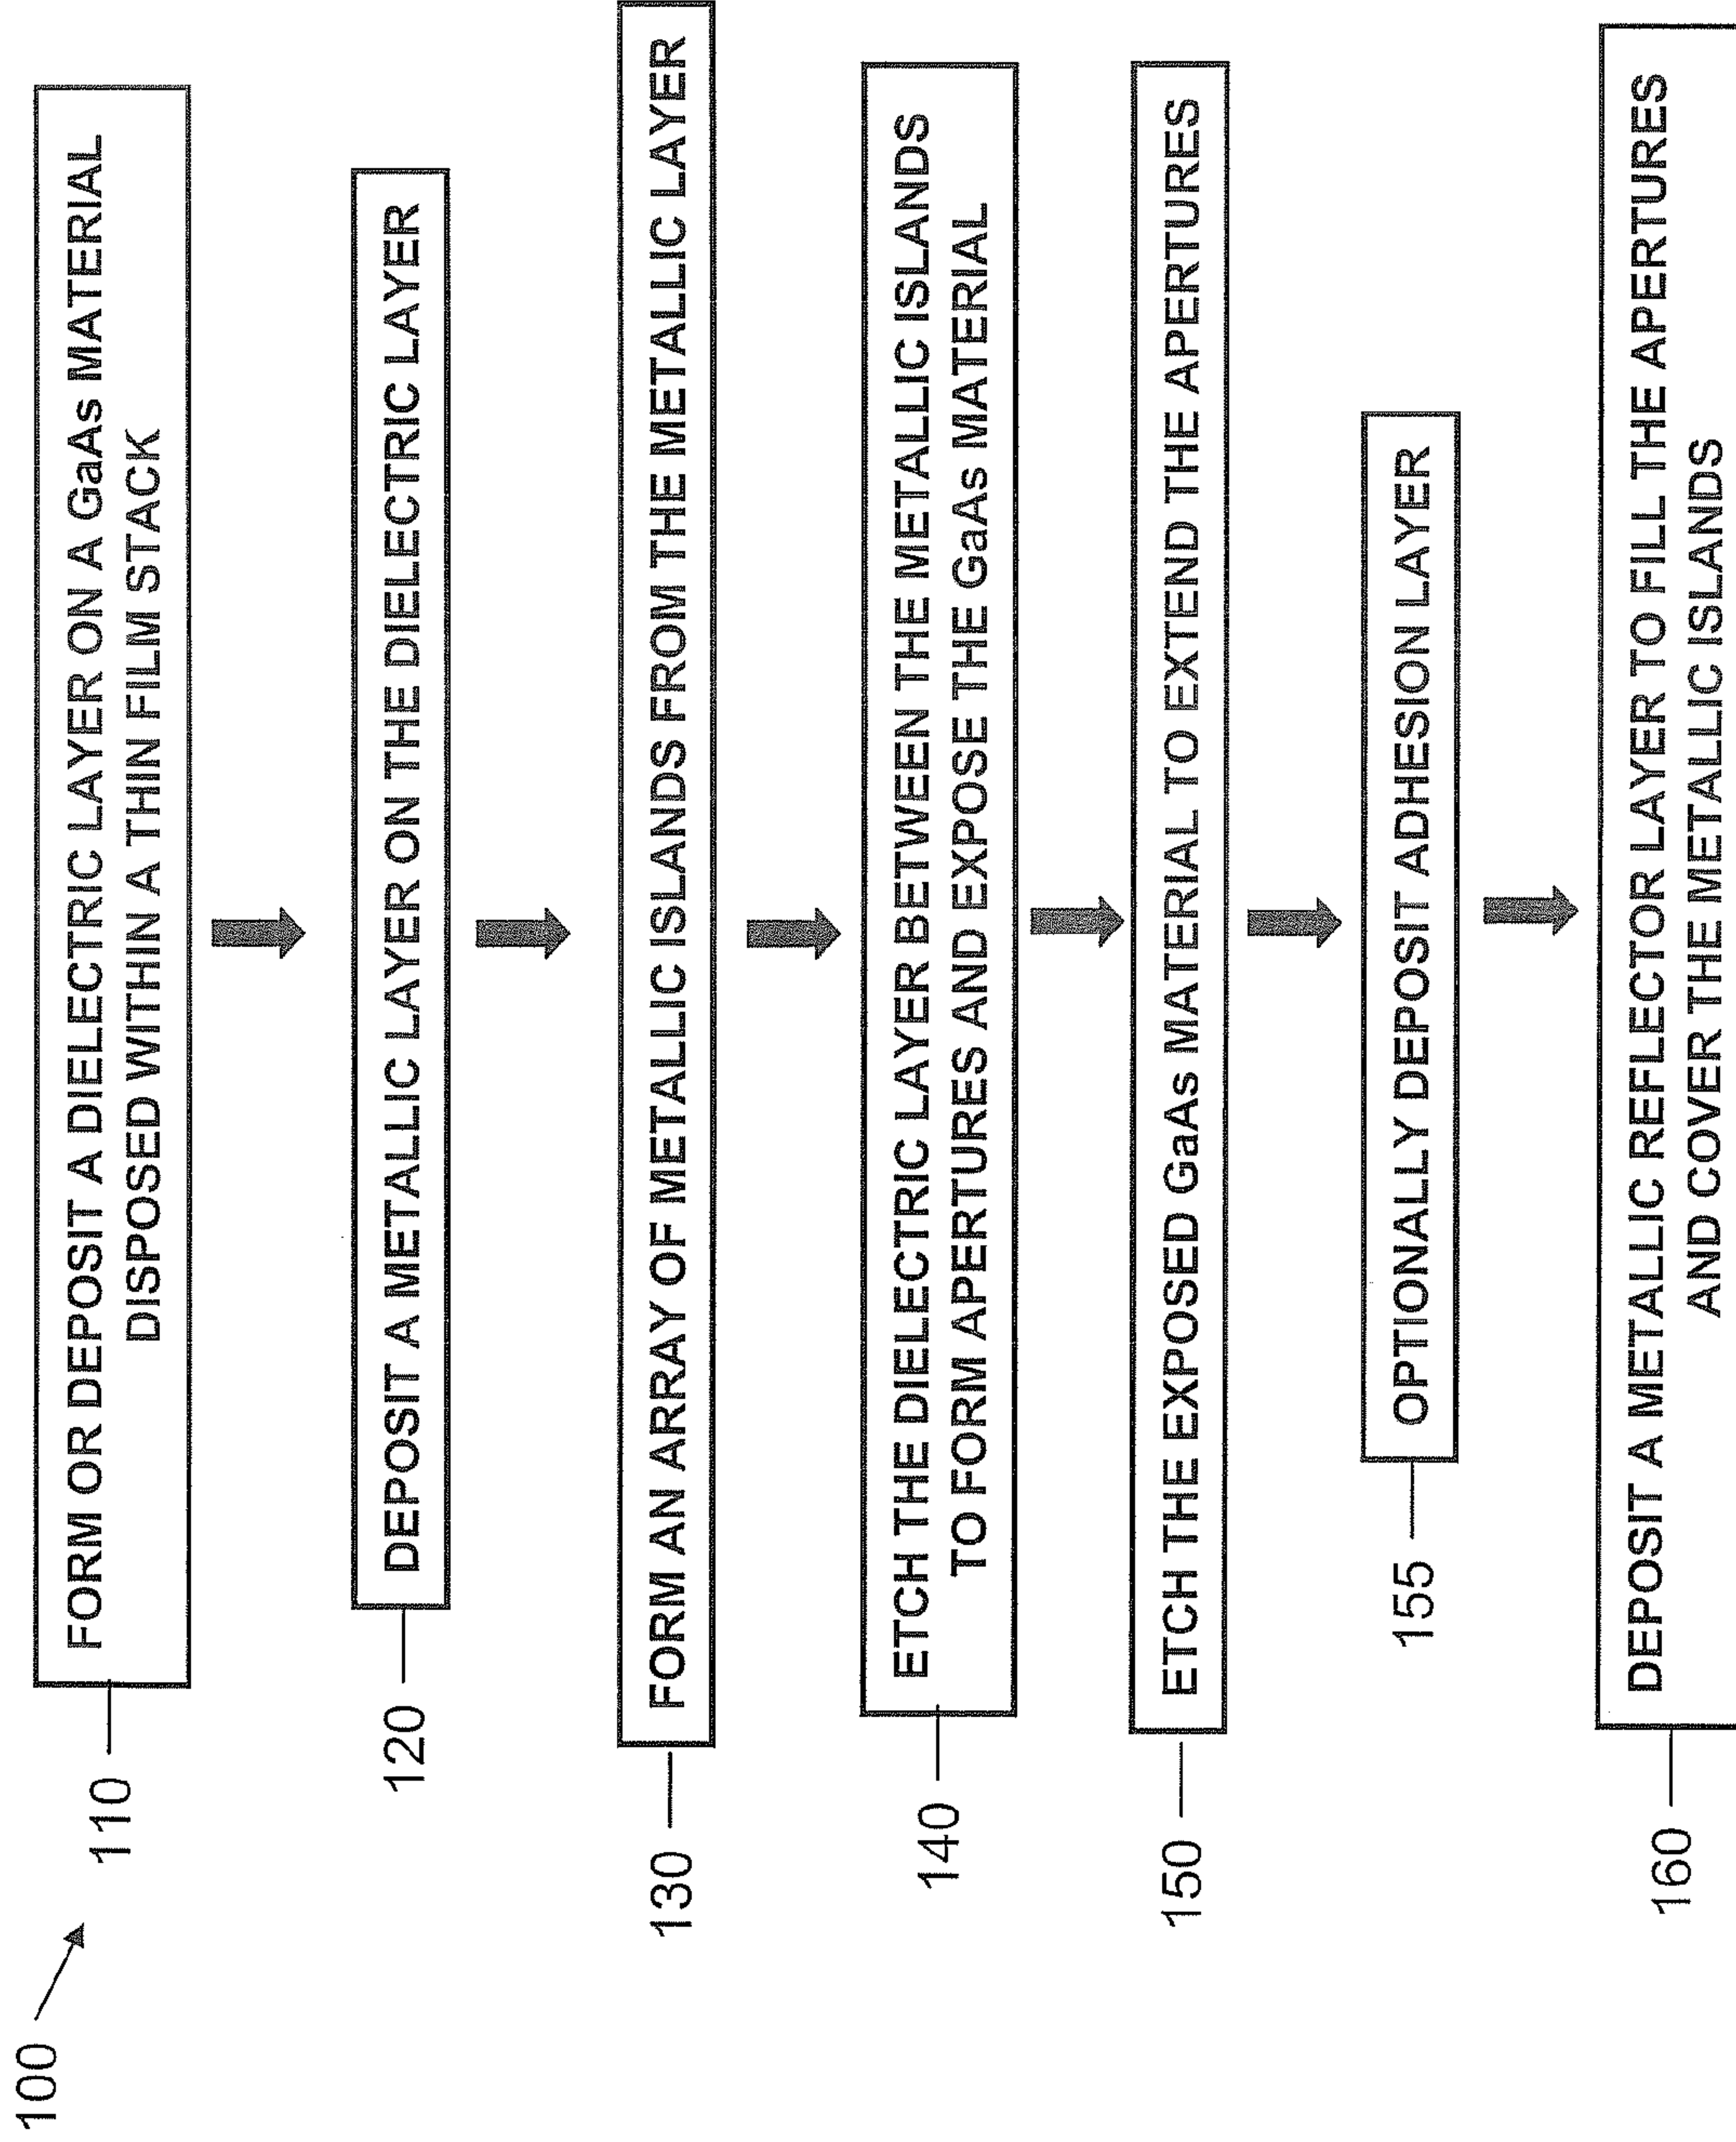 100
110
FORM OR DEPOSIT A DIELECTRIC LAYER ON A GaAs MATERIAL
DISPOSED WITHIN A THIN FILM STACK
120
DEPOSIT A METALLIC LAYER ON THE DIELECTRIC LAYER
130
FORM AN ARRAY OF METALLIC ISLANDS FROM THE METALLIC LAYER
140
ETCH THE DIELECTRIC LAYER BETWEEN THE METALLIC ISLANDS
TO FORM APERTURES AND EXPOSE THE GaAs MATERIAL
150
ETCH THE EXPOSED GaAs MATERIAL TO EXTEND THE APERTURES
155
OPTIONALLY DEPOSIT ADHESION LAYER
160
DEPOSIT A METALLIC REFLECTOR LAYER TO FILL THE APERTURES
AND COVER THE METALLIC ISLANDS